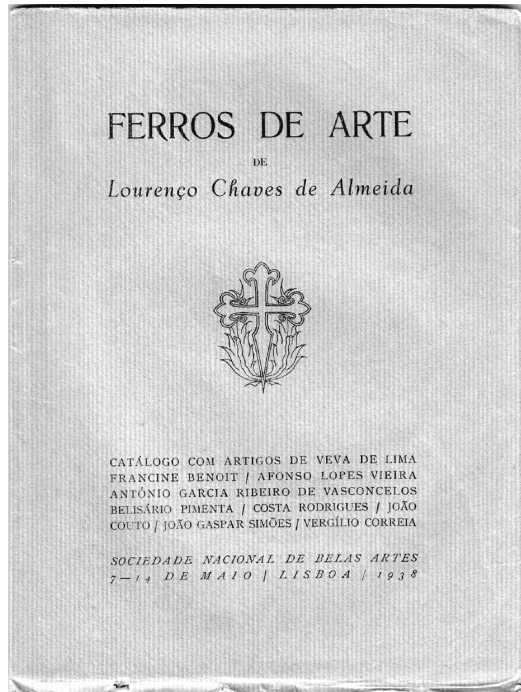 FERROS DE ARTE
DE
Lourenço Chaves de Almeida
CATÁLOGO COM ARTIGOS DE VEVA DE LIMA
FRANCINE BENOIT / AFONSO LOPES VIEIRA
ANTÓNIO GARCIA RIBEIRO DE VASCONCELOS
BELISÁRIO PIMENTA / COSTA RODRIGUES / JOÃO
COUTO / JOÃO GASPAR SIMÕES / VERGÍLIO CORREIA
SOCIEDADE NACIONAL DE BELAS ARTES
7—14 DE MAIO / LISBOA / 1938